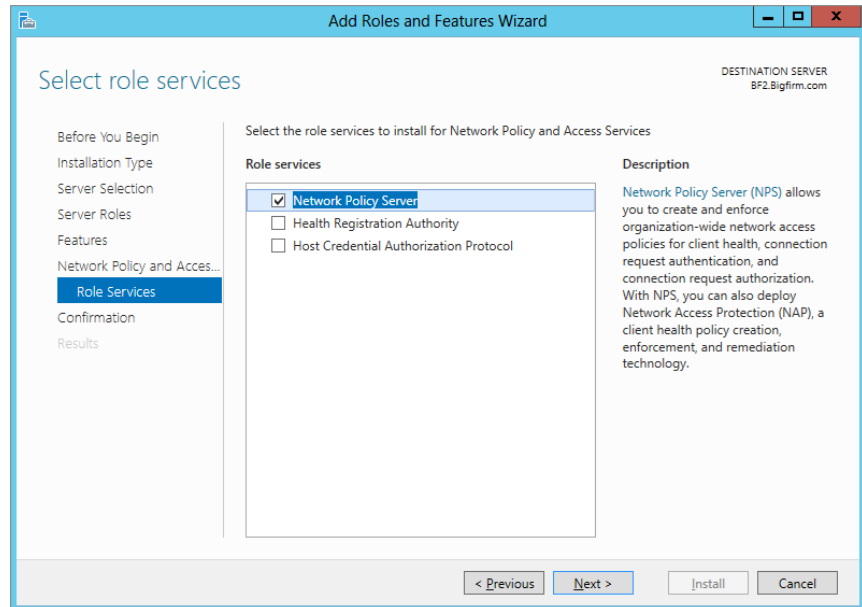 Add Roles and Features Wizard
Select role services
DESTINATION SERVER
BF2.Bigfirm.com
Before You Begin
Installation Type
Server Selection
Server Roles
Features
Network Policy and Acces...
Role Services
Confirmation
Results
Select the role services to install for Network Policy and Access Services
Role services
Network Policy Server
Health Registration Authority
Host Credential Authorization Protocol
Description
Network Policy Server (NPS) allows
you to create and enforce
organization-wide network access
policies for client health, connection
request authentication, and
connection request authorization.
With NPS, you can also deploy
Network Access Protection (NAP), a
client health policy creation,
enforcement, and remediation
technology.
< Previous
Next >
Install
Cancel